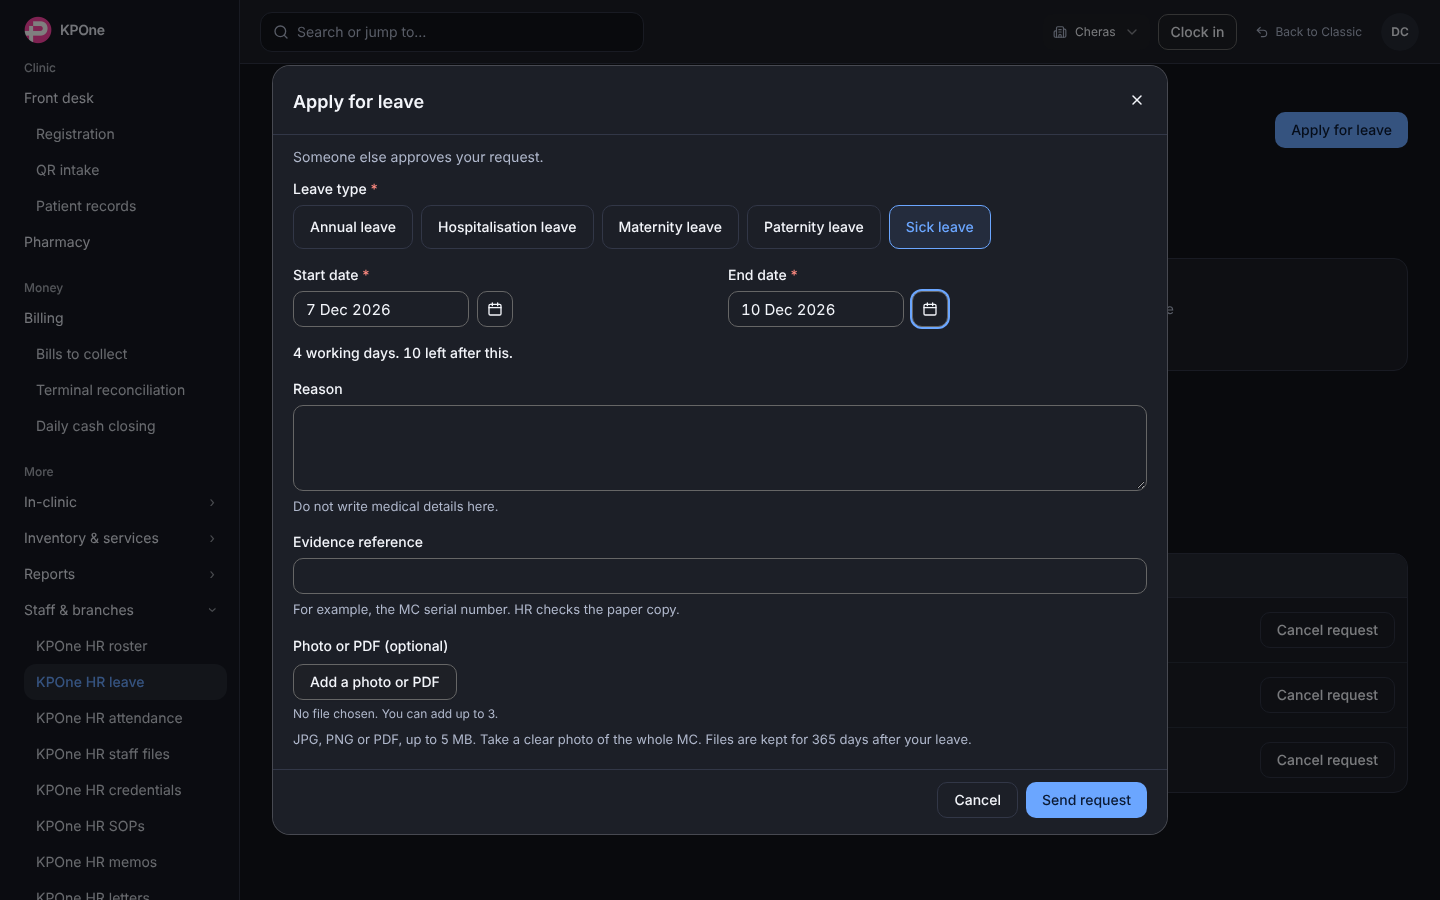 KPOne
Search or jump to...
Cheras
Clock in
Back to Classic
DC
Clinic
Front desk
Registration
QR intake
Patient records
Pharmacy
Money
Billing
Bills to collect
Terminal reconciliation
Daily cash closing
More
In-clinic
Inventory & services
Reports
Staff & branches
KPOne HR roster
KPOne HR leave
KPOne HR attendance
KPOne HR staff files
KPOne HR credentials
KPOne HR SOPs
KPOne HR memos
KPOne HR letters
Apply for leave
Apply for leave
Someone else approves your request.
Leave type *
Annual leave
Hospitalisation leave
Maternity leave
Paternity leave
Sick leave
Start date *
End date *
7 Dec 2026
10 Dec 2026
4 working days. 10 left after this.
Reason
Do not write medical details here.
Evidence reference
For example, the MC serial number. HR checks the paper copy.
Photo or PDF (optional)
Add a photo or PDF
No file chosen. You can add up to 3.
JPG, PNG or PDF, up to 5 MB. Take a clear photo of the whole MC. Files are kept for 365 days after your leave.
Cancel
Send request
Cancel request
Cancel request
Cancel request